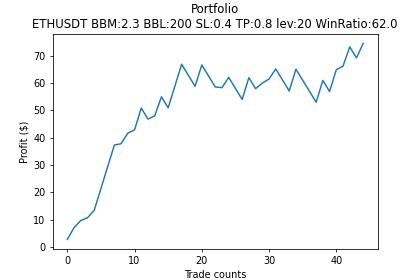 Portfolio
ETHUSDT BBM:2.3 BBL:200 SL:0.4 TP:0.8 lev:20 WinRatio:62.0
70
60
50
40
30
20
10
0
Profit ($)
0 10 20 30 40
Trade counts